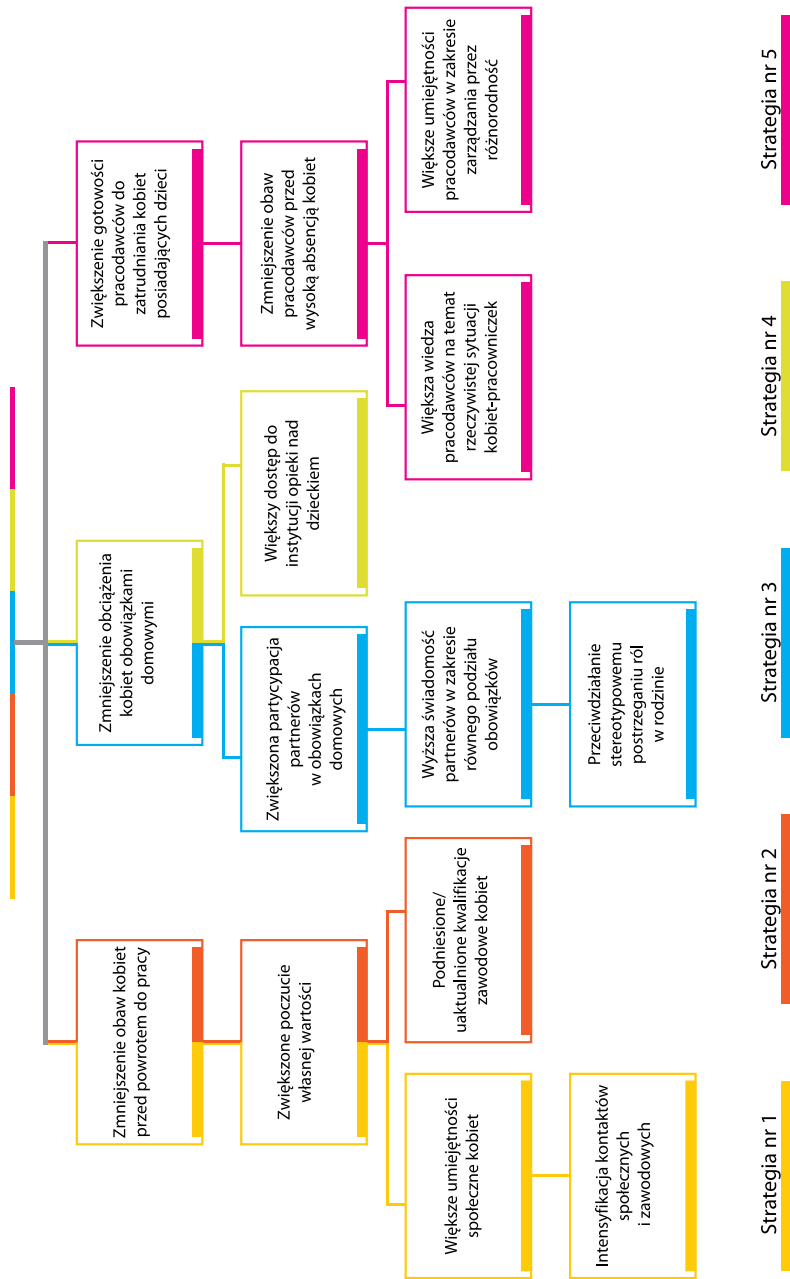 Zmniejszenie obaw kobiet
przed powrotem do pracy
Zmniejszenie obciążenia
kobiet obowiązkami
domowymi
Zwiększenie gotowości
pracodawców do
zatrudniania kobiet
posiadających dzieci
Zwiększone poczucie
własnej wartości
Zwiększona partycypacja
partnerów
w obowiązkach
domowych
Większy dostęp do
instytucji opieki nad
dzieckiem
Zmniejszenie obaw
pracodawców przed
wysoką absencją kobiet
Większe umiejętności
społeczne kobiet
Podniesione/
uaktualnione kwalifikacje
zawodowe kobiet
Wyższa świadomość
partnerów w zakresie
równego podziału
obowiązków
Większa wiedza
pracodawców na temat
rzeczywistej sytuacji
kobiet-pracowniczek
Większe umiejętności
pracodawców w zakresie
zarządzania przez
różnorodność
Intensyfikacja kontaktów
społecznych
i zawodowych
Przeciwdziałanie
stereotypowemu
postrzeganiu ról
w rodzinie
Strategia nr 1
Strategia nr 2
Strategia nr 3
Strategia nr 4
Strategia nr 5